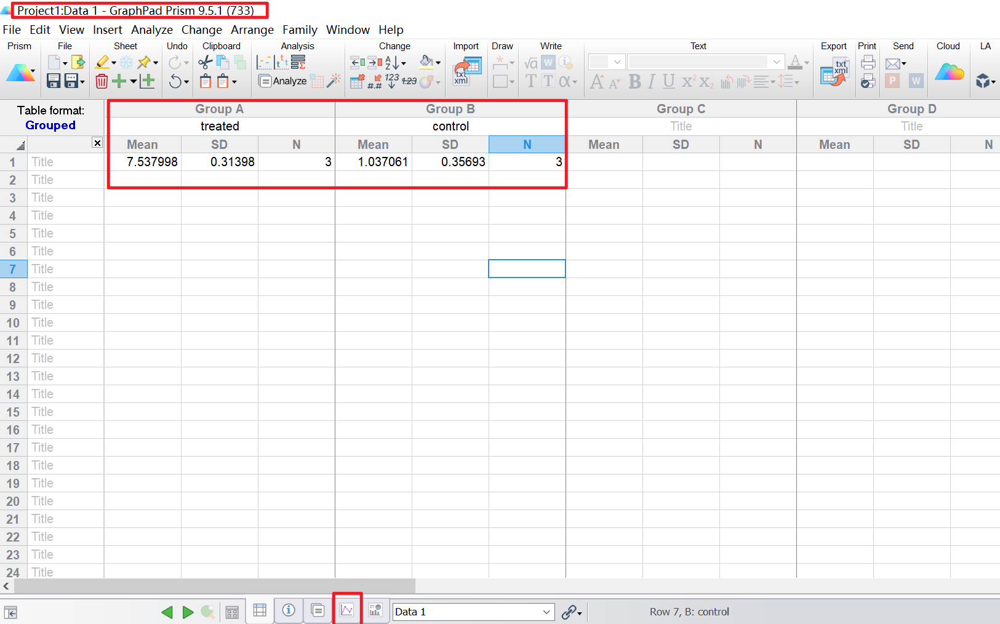 Project1:Data 1 - GraphPad Prism 9.5.1 (733)
File Edit View Insert Analyze Change Arrange Family Window Help
Prism File Sheet Undo Clipboard Analysis Change Import Draw Write Text Export Print Send Cloud LA
Analyze
Table format:
Grouped
Group A Group B Group C Group D
treated control Title Title
Mean SD N Mean SD N Mean SD N Mean SD N
1 Title 7.537998 0.31398 3 1.037061 0.35693 3
2 Title
3 Title
4 Title
5 Title
6 Title
7 Title
8 Title
9 Title
10 Title
11 Title
12 Title
13 Title
14 Title
15 Title
16 Title
17 Title
18 Title
19 Title
20 Title
21 Title
22 Title
23 Title
24 Title
Data 1 Row 7, B: control